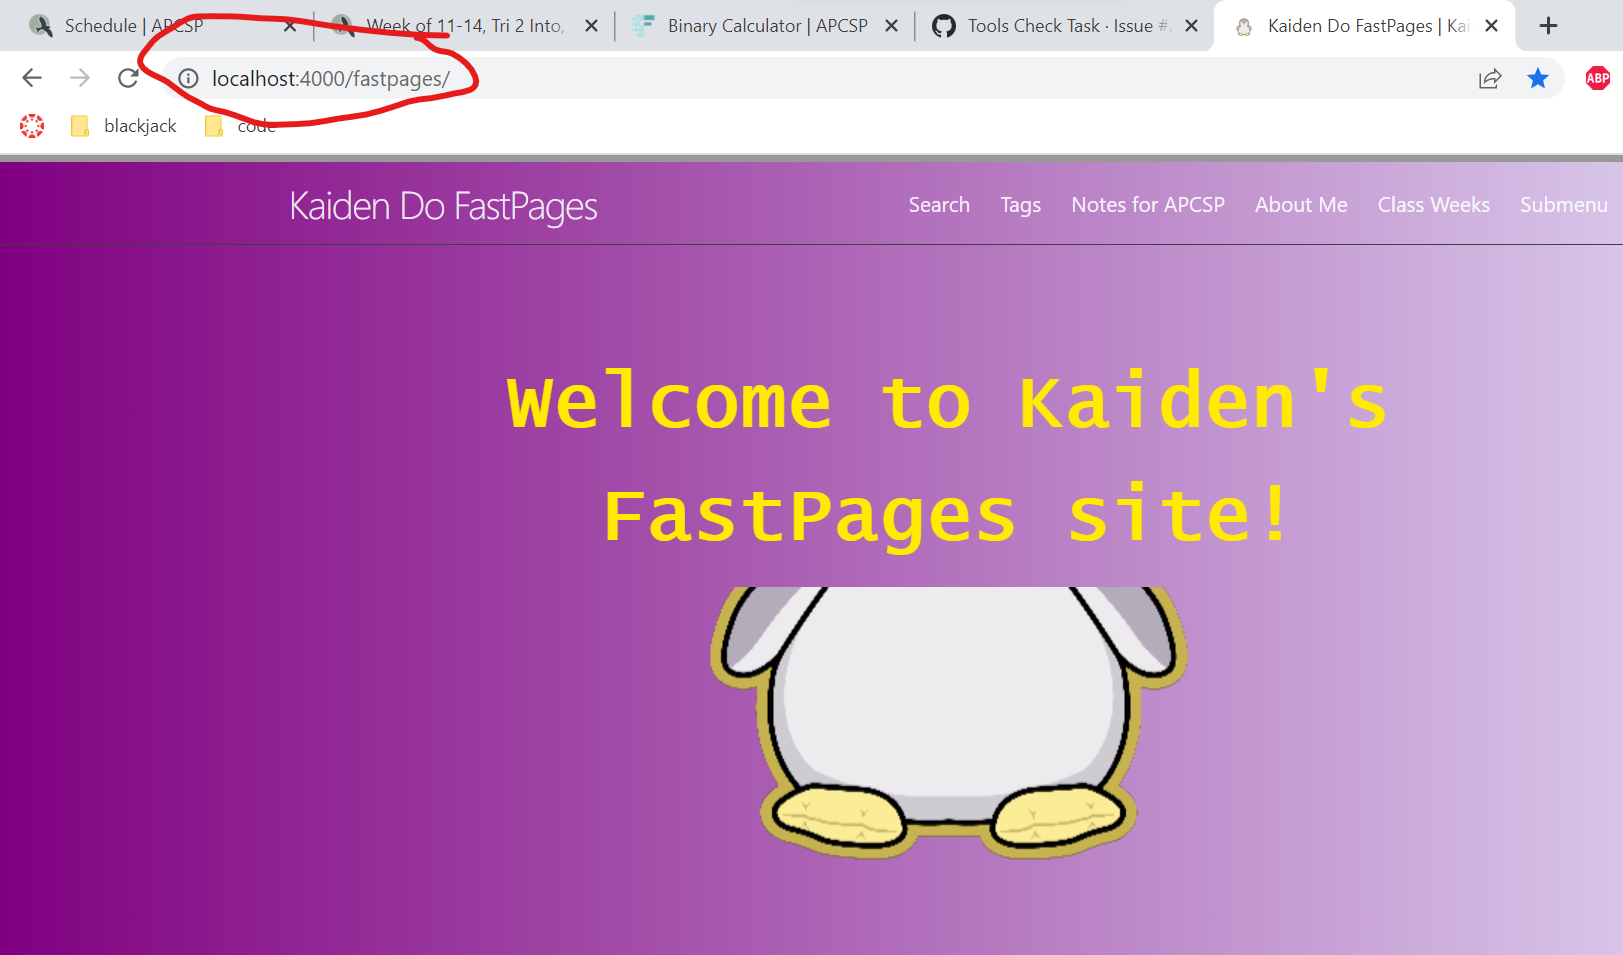 Schedule | APCSP
Week of 11-14, Tri 2 Into,
Binary Calculator | APCSP
Tools Check Task · Issue #
Kaiden Do FastPages | Kai
localhost:4000/fastpages/
ABP
blackjack
code
Kaiden Do FastPages
Search
Tags
Notes for APCSP
About Me
Class Weeks
Submenu
Welcome to Kaiden's
FastPages site!